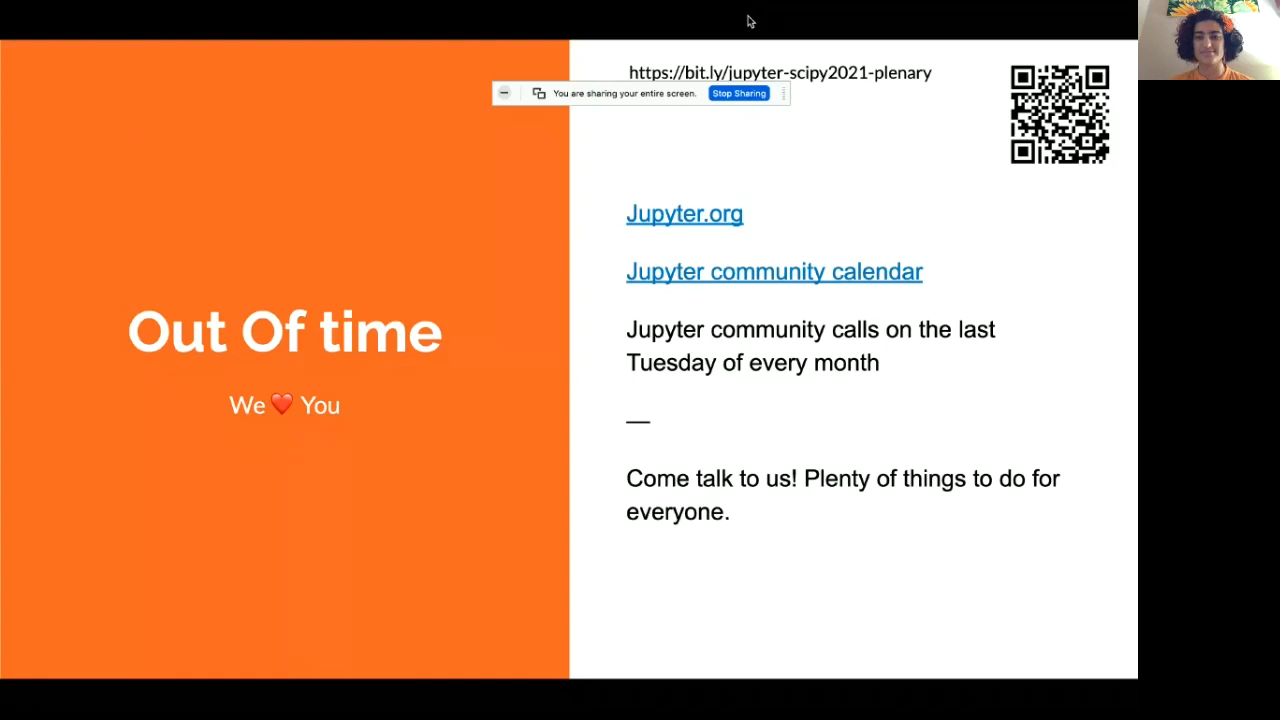 https://bit.ly/jupyter-scipy2021-plenary
You are sharing your entire screen.
Stop Sharing
Jupyter.org
Jupyter community calendar
Jupyter community calls on the last
Tuesday of every month
—
Come talk to us! Plenty of things to do for
everyone.
Out Of time
We ❤️ You